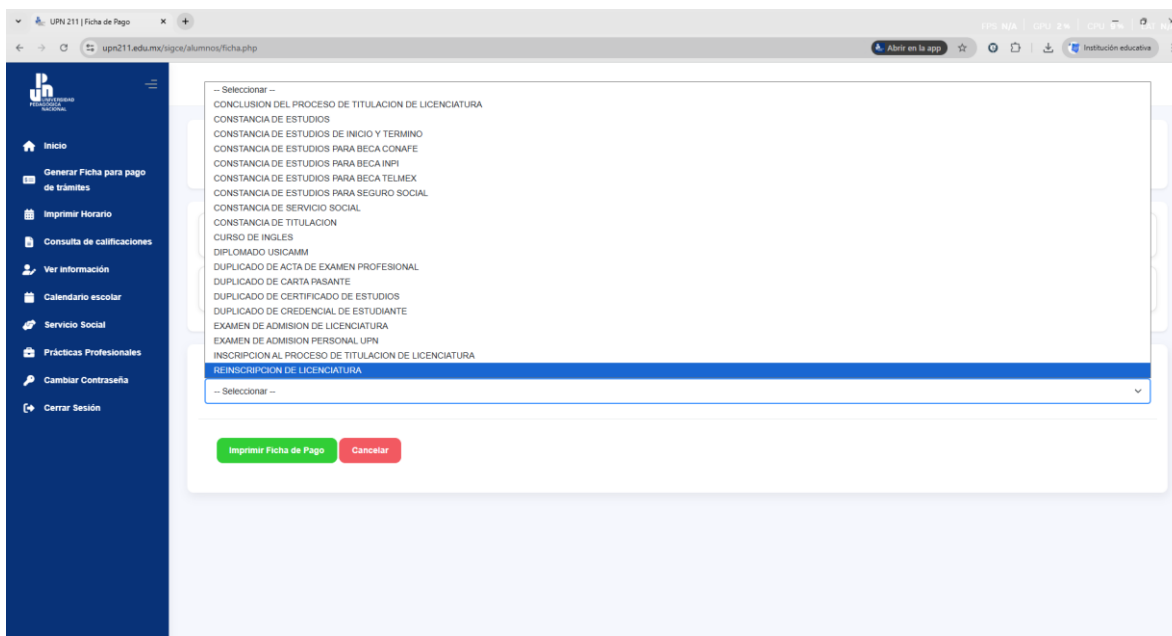 UPN 211 | Ficha de Pago
upn211.edu.mx/sigce/alumnos/ficha.php
Abrir en la app
Institución educativa
FPS N/A GPU 2% CPU
UNIVERSIDAD
PEDAGÓGICA
NACIONAL
Inicio
Generar Ficha para pago
de trámites
Imprimir Horario
Consulta de calificaciones
Ver información
Calendario escolar
Servicio Social
Prácticas Profesionales
Cambiar Contraseña
Cerrar Sesión
-- Seleccionar --
CONCLUSION DEL PROCESO DE TITULACION DE LICENCIATURA
CONSTANCIA DE ESTUDIOS
CONSTANCIA DE ESTUDIOS DE INICIO Y TERMINO
CONSTANCIA DE ESTUDIOS PARA BECA CONAFE
CONSTANCIA DE ESTUDIOS PARA BECA INPI
CONSTANCIA DE ESTUDIOS PARA BECA TELMEX
CONSTANCIA DE ESTUDIOS PARA SEGURO SOCIAL
CONSTANCIA DE SERVICIO SOCIAL
CONSTANCIA DE TITULACION
CURSO DE INGLES
DIPLOMADO USICAMM
DUPLICADO DE ACTA DE EXAMEN PROFESIONAL
DUPLICADO DE CARTA PASANTE
DUPLICADO DE CERTIFICADO DE ESTUDIOS
DUPLICADO DE CREDENCIAL DE ESTUDIANTE
EXAMEN DE ADMISION DE LICENCIATURA
EXAMEN DE ADMISION PERSONAL UPN
INSCRIPCION AL PROCESO DE TITULACION DE LICENCIATURA
REINSCRIPCION DE LICENCIATURA
-- Seleccionar --
Imprimir Ficha de Pago
Cancelar